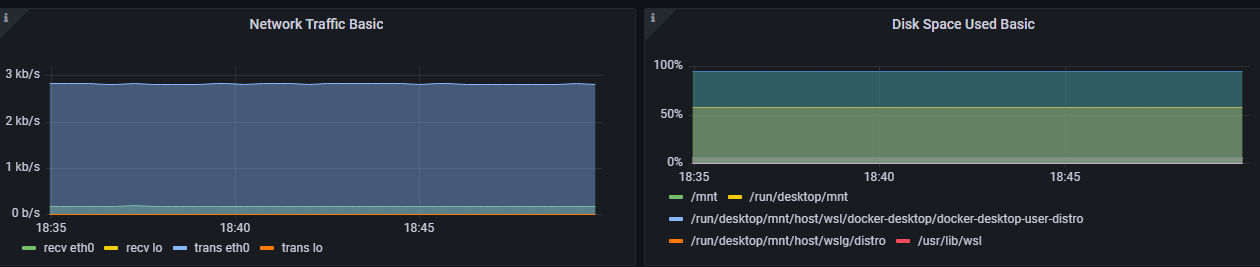 i
Network Traffic Basic
3 kb/s
2 kb/s
1 kb/s
0 b/s
18:35 18:40 18:45
recv eth0 recv lo trans eth0 trans lo
i
Disk Space Used Basic
100%
50%
0%
18:35 18:40 18:45
/mnt /run/desktop/mnt
/run/desktop/mnt/host/wsl/docker-desktop/docker-desktop-user-distro
/run/desktop/mnt/host/wslg/distro /usr/lib/wsl